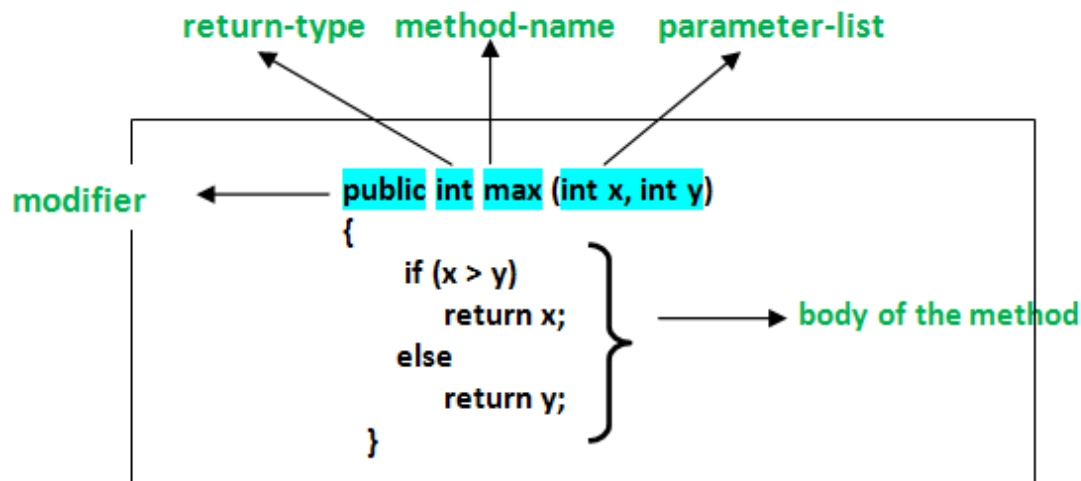 return-type method-name parameter-list
modifier
public int max (int x, int y)
{
if (x > y)
return x;
else
return y;
}
body of the method